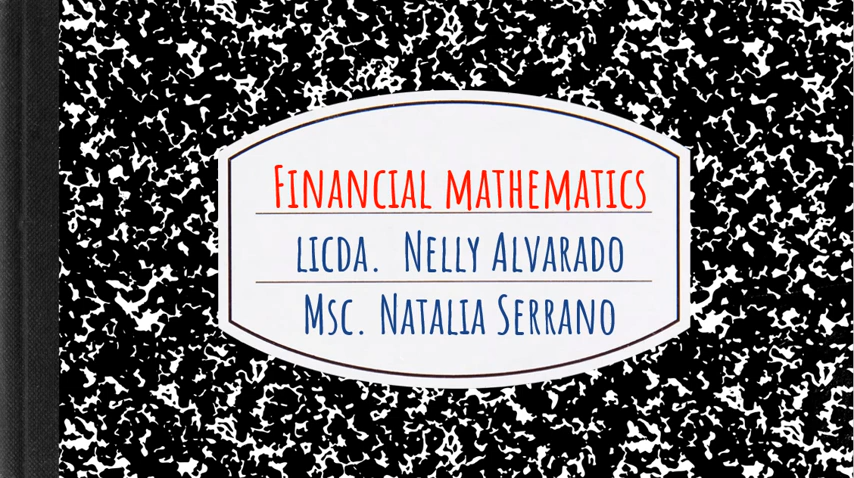 Financial mathematics
licda. Nelly Alvarado
Msc. Natalia Serrano